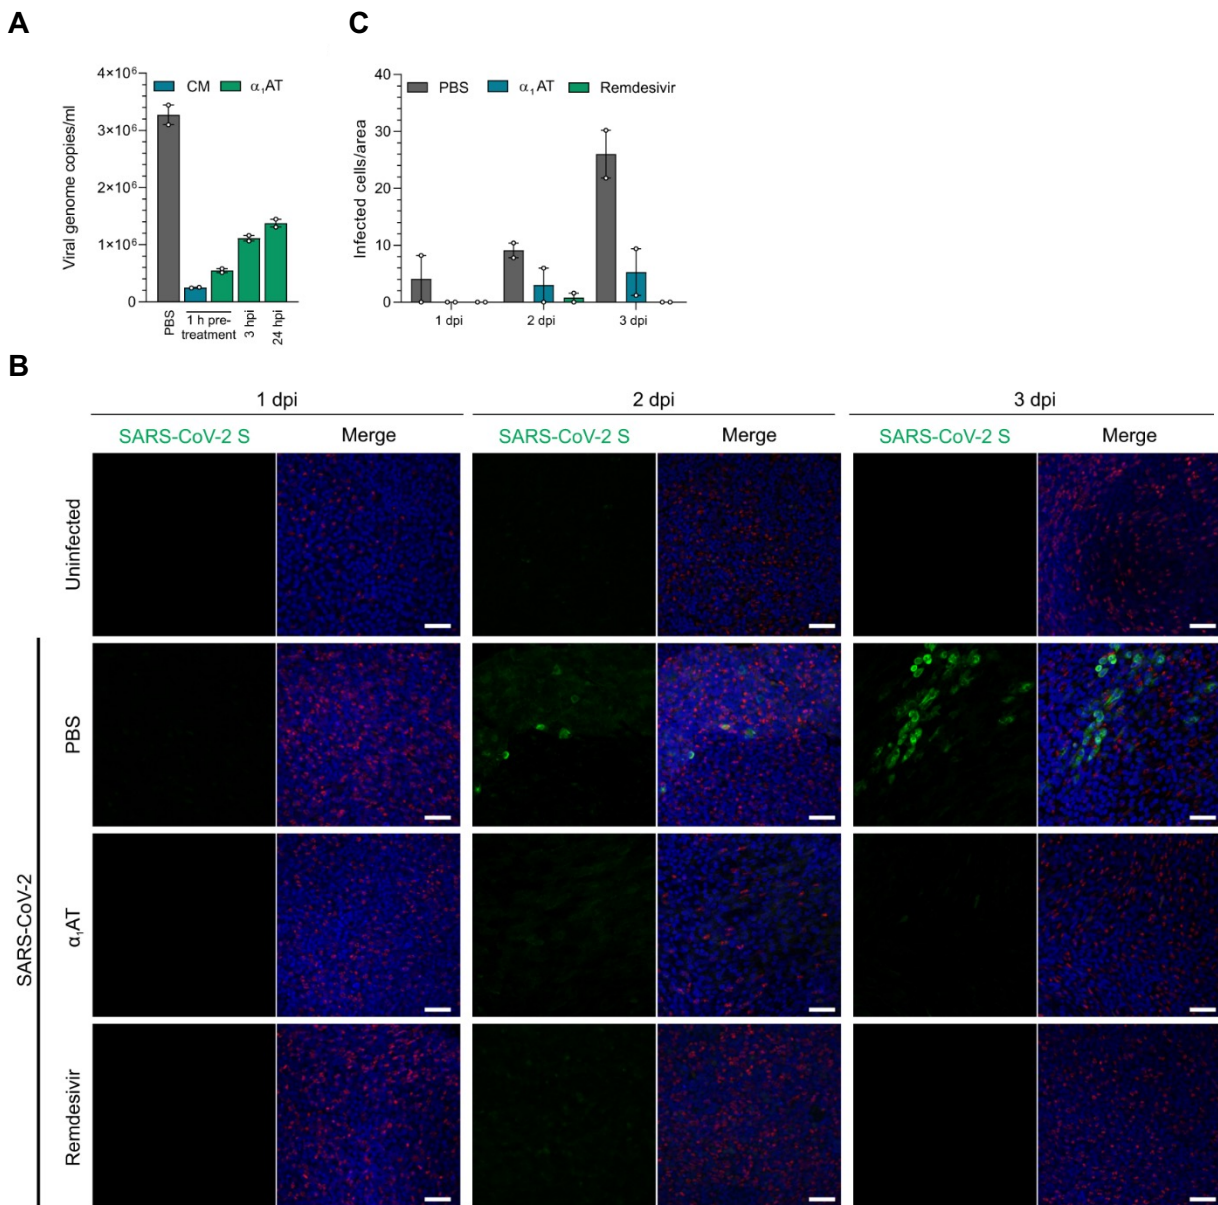 A
C
4×10⁶
3×10⁶
2×10⁶
1×10⁶
0
Viral genome copies/ml
CM
α₁AT
PBS
1 h pre-
treatment
3 hpi
24 hpi
40
30
20
10
0
Infected cells/area
PBS
α₁AT
Remdesivir
1 dpi
2 dpi
3 dpi
B
1 dpi
2 dpi
3 dpi
SARS-CoV-2 S
Merge
SARS-CoV-2 S
Merge
SARS-CoV-2 S
Merge
Uninfected
SARS-CoV-2
PBS
α₁AT
Remdesivir